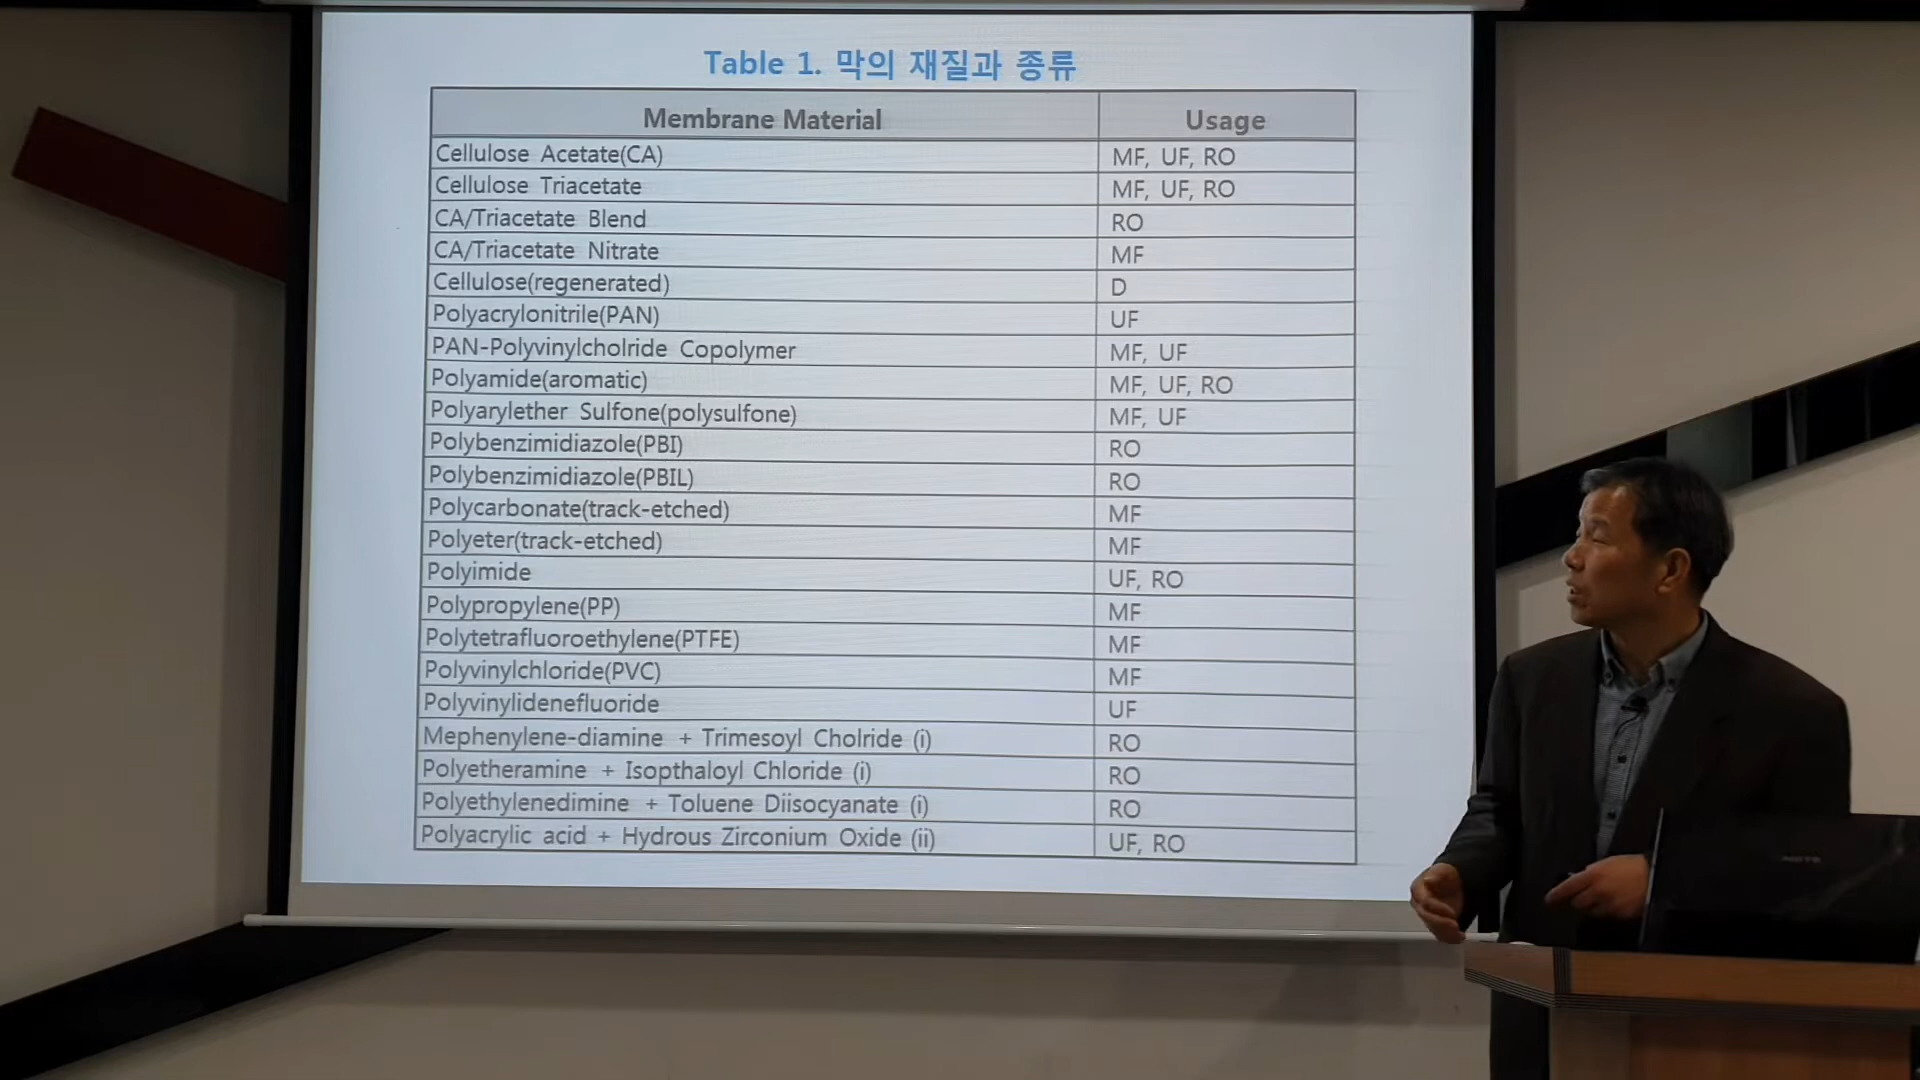 Table 1. 막의 재질과 종류
Membrane Material Usage
Cellulose Acetate(CA) MF, UF, RO
Cellulose Triacetate MF, UF, RO
CA/Triacetate Blend RO
CA/Triacetate Nitrate MF
Cellulose(regenerated) D
Polyacrylonitrile(PAN) UF
PAN-Polyvinylcholride Copolymer MF, UF
Polyamide(aromatic) MF, UF, RO
Polyarylether Sulfone(polysulfone) MF, UF
Polybenzimidiazole(PBI) RO
Polybenzimidiazole(PBIL) RO
Polycarbonate(track-etched) MF
Polyeter(track-etched) MF
Polyimide UF, RO
Polypropylene(PP) MF
Polytetrafluoroethylene(PTFE) MF
Polyvinylchloride(PVC) MF
Polyvinylidenefluoride UF
Mephenylene-diamine + Trimesoyl Cholride (i) RO
Polyetheramine + Isopthaloyl Chloride (i) RO
Polyethylenedimine + Toluene Diisocyanate (i) RO
Polyacrylic acid + Hydrous Zirconium Oxide (ii) UF, RO